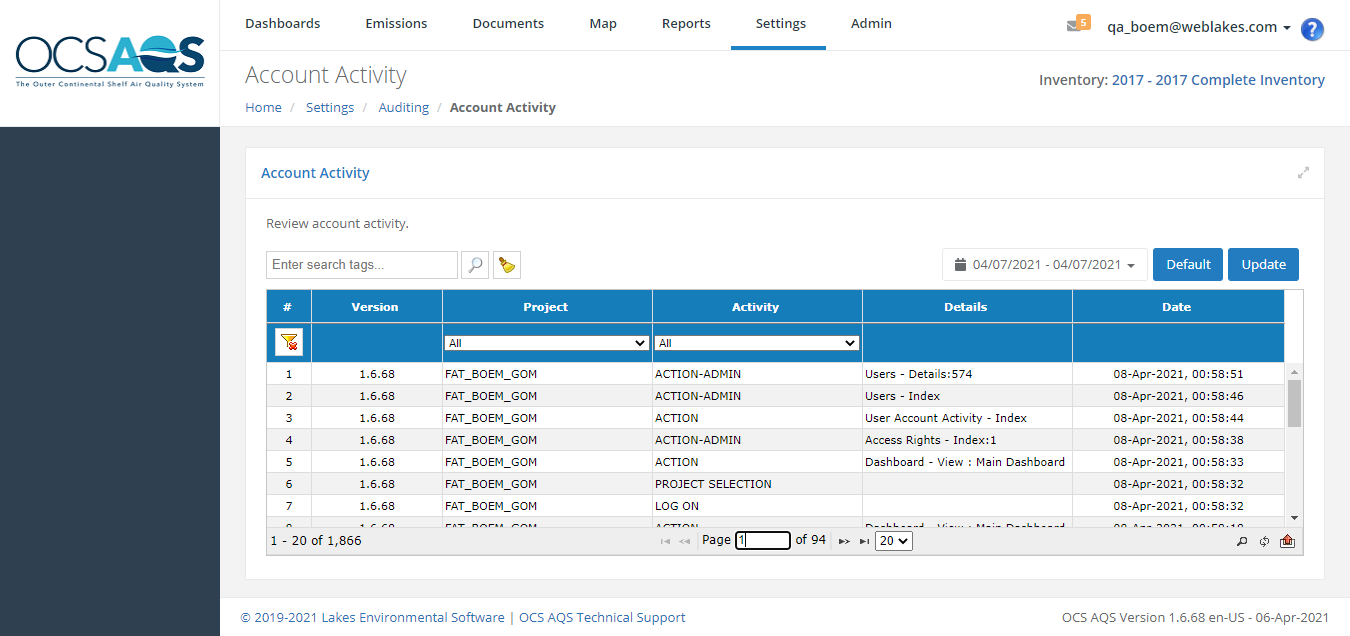 OCSAQS
The Outer Continental Shelf Air Quality System
Dashboards Emissions Documents Map Reports Settings Admin
5 qa_boem@weblakes.com ?
Account Activity
Inventory: 2017 - 2017 Complete Inventory
Home / Settings / Auditing / Account Activity
Account Activity
Review account activity.
Enter search tags...
04/07/2021 - 04/07/2021 Default Update
# Version Project Activity Details Date
All All
1 1.6.68 FAT_BOEM_GOM ACTION-ADMIN Users - Details:574 08-Apr-2021, 00:58:51
2 1.6.68 FAT_BOEM_GOM ACTION-ADMIN Users - Index 08-Apr-2021, 00:58:46
3 1.6.68 FAT_BOEM_GOM ACTION User Account Activity - Index 08-Apr-2021, 00:58:44
4 1.6.68 FAT_BOEM_GOM ACTION-ADMIN Access Rights - Index:1 08-Apr-2021, 00:58:38
5 1.6.68 FAT_BOEM_GOM ACTION Dashboard - View : Main Dashboard 08-Apr-2021, 00:58:33
6 1.6.68 FAT_BOEM_GOM PROJECT SELECTION 08-Apr-2021, 00:58:32
7 1.6.68 FAT_BOEM_GOM LOG ON 08-Apr-2021, 00:58:32
1.6.68 FAT_BOEM_GOM ACTION Dashboard - View : Main Dashboard
1 - 20 of 1,866 Page 1 of 94 20
© 2019-2021 Lakes Environmental Software | OCS AQS Technical Support
OCS AQS Version 1.6.68 en-US - 06-Apr-2021